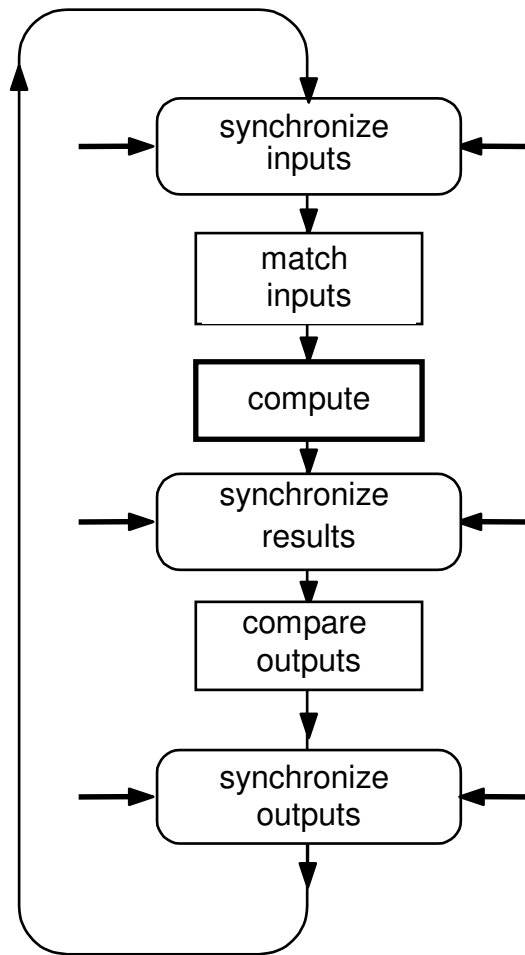 synchronize
inputs
match
inputs
compute
synchronize
results
compare
outputs
synchronize
outputs